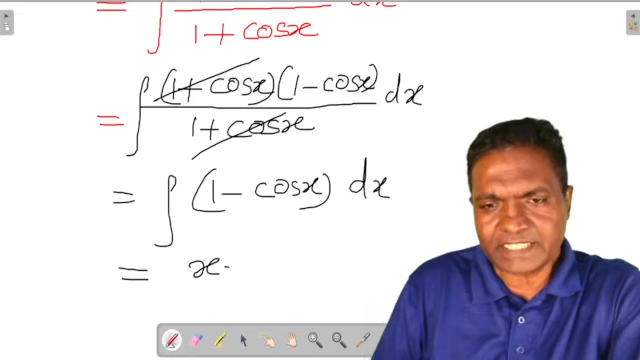 = ∫ ―― dx
1 + cosx
= ∫ (1 + cosx)(1 - cosx) dx
1 + cosx
= ∫ (1 - cosx) dx
= x